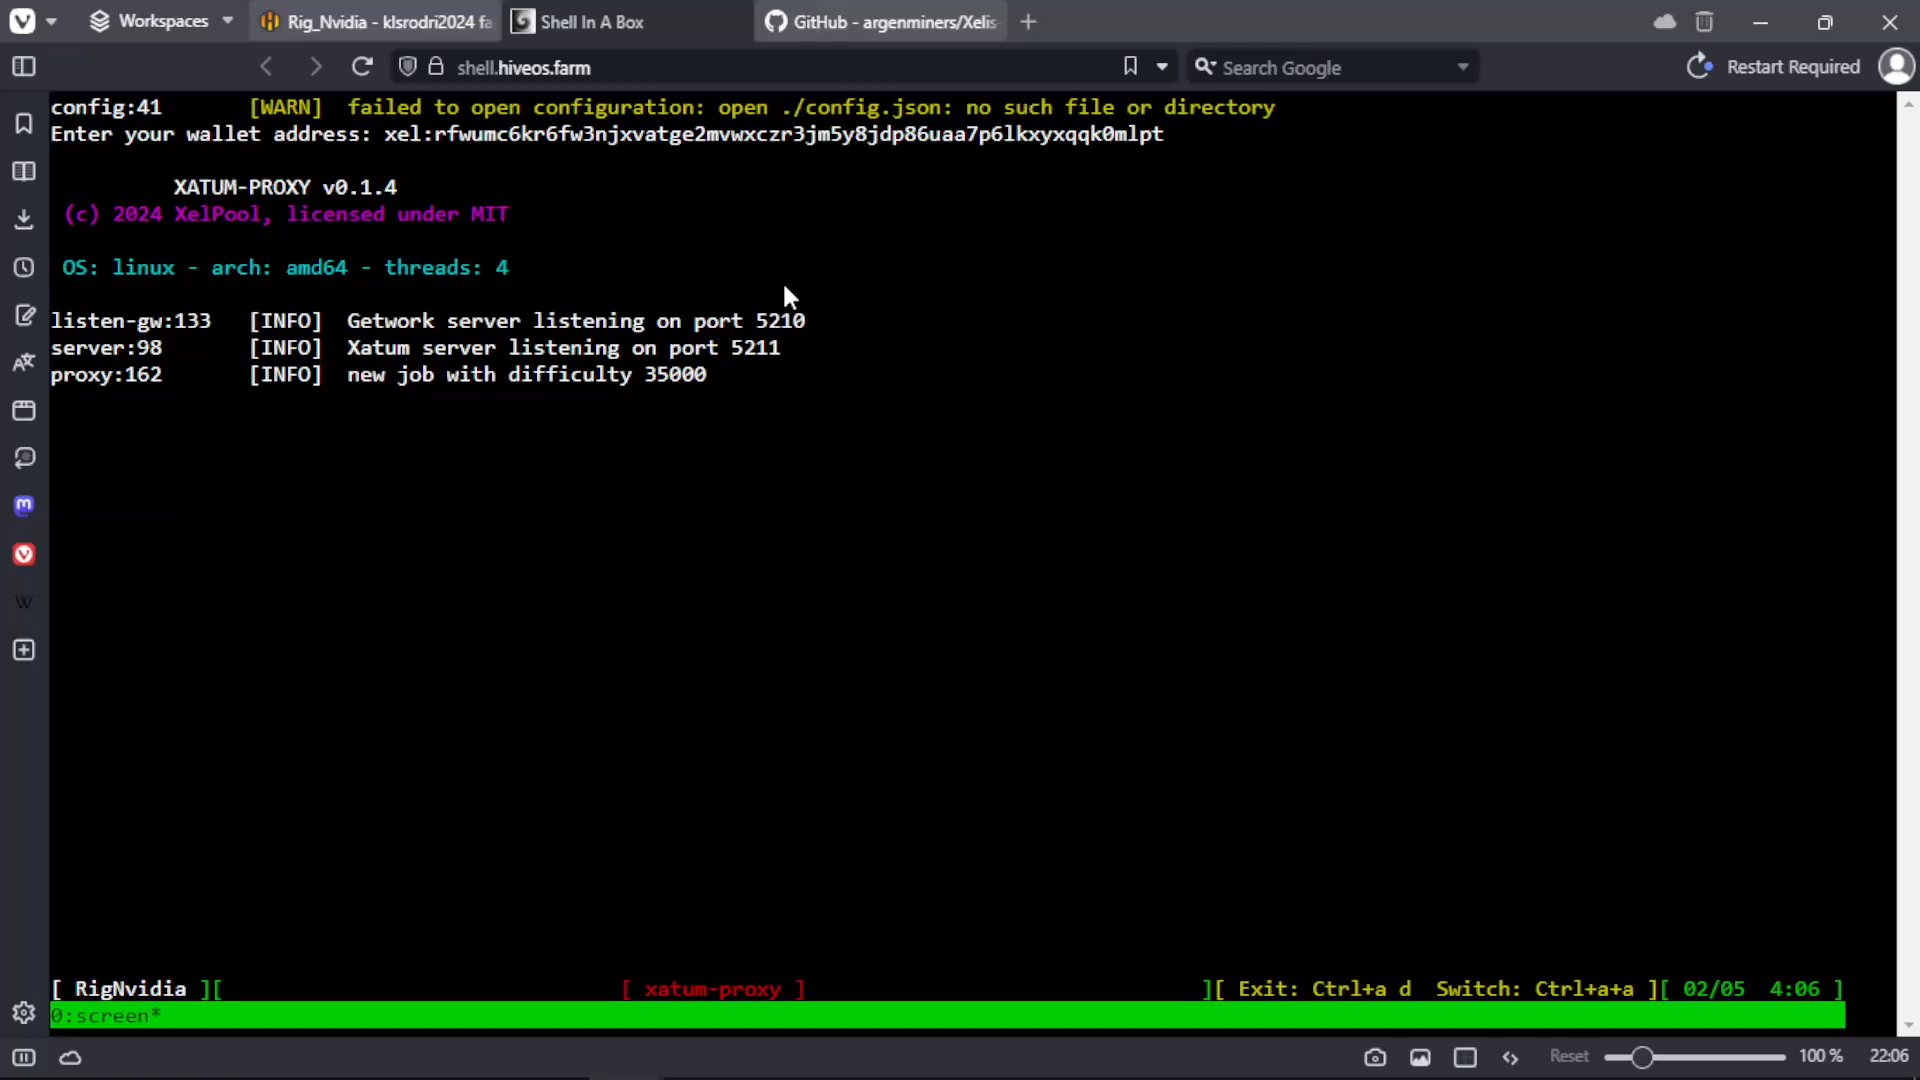 Workspaces
Rig_Nvidia - klsrodri2024 fa
Shell In A Box
GitHub - argenminers/Xelis
shell.hiveos.farm
Search Google
Restart Required
config:41 [WARN] failed to open configuration: open ./config.json: no such file or directory
Enter your wallet address: xel:rfwumc6kr6fw3njxvatge2mvwxczr3jm5y8jdp86uaa7p6lkxyxqqk0mlpt
XATUM-PROXY v0.1.4
(c) 2024 XelPool, licensed under MIT
OS: linux - arch: amd64 - threads: 4
listen-gw:133 [INFO] Getwork server listening on port 5210
server:98 [INFO] Xatum server listening on port 5211
proxy:162 [INFO] new job with difficulty 35000
[ RigNvidia ][ [ xatum-proxy ] ][ Exit: Ctrl+a d Switch: Ctrl+a+a ][ 02/05 4:06 ]
0:screen*
Reset
100 %
22:06